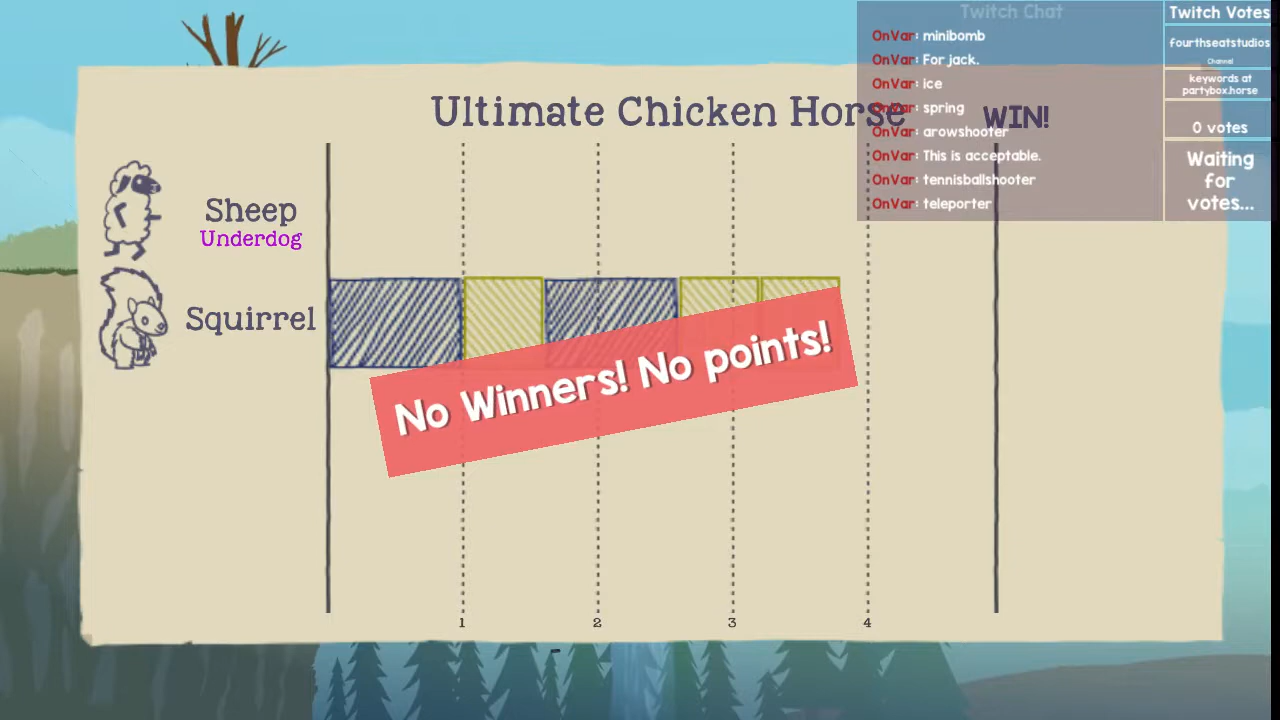 Twitch Chat
OnVar: minibomb
OnVar: For jack.
OnVar: ice
OnVar: spring
OnVar: arowshooter
OnVar: This is acceptable.
OnVar: tennisballshooter
OnVar: teleporter
Twitch Votes
fourthseatstudios
Channel
keywords at
partybox.horse
0 votes
Waiting
for
votes...
Ultimate Chicken Horse
WIN!
Sheep
Underdog
Squirrel
No Winners! No points!
1
2
3
4